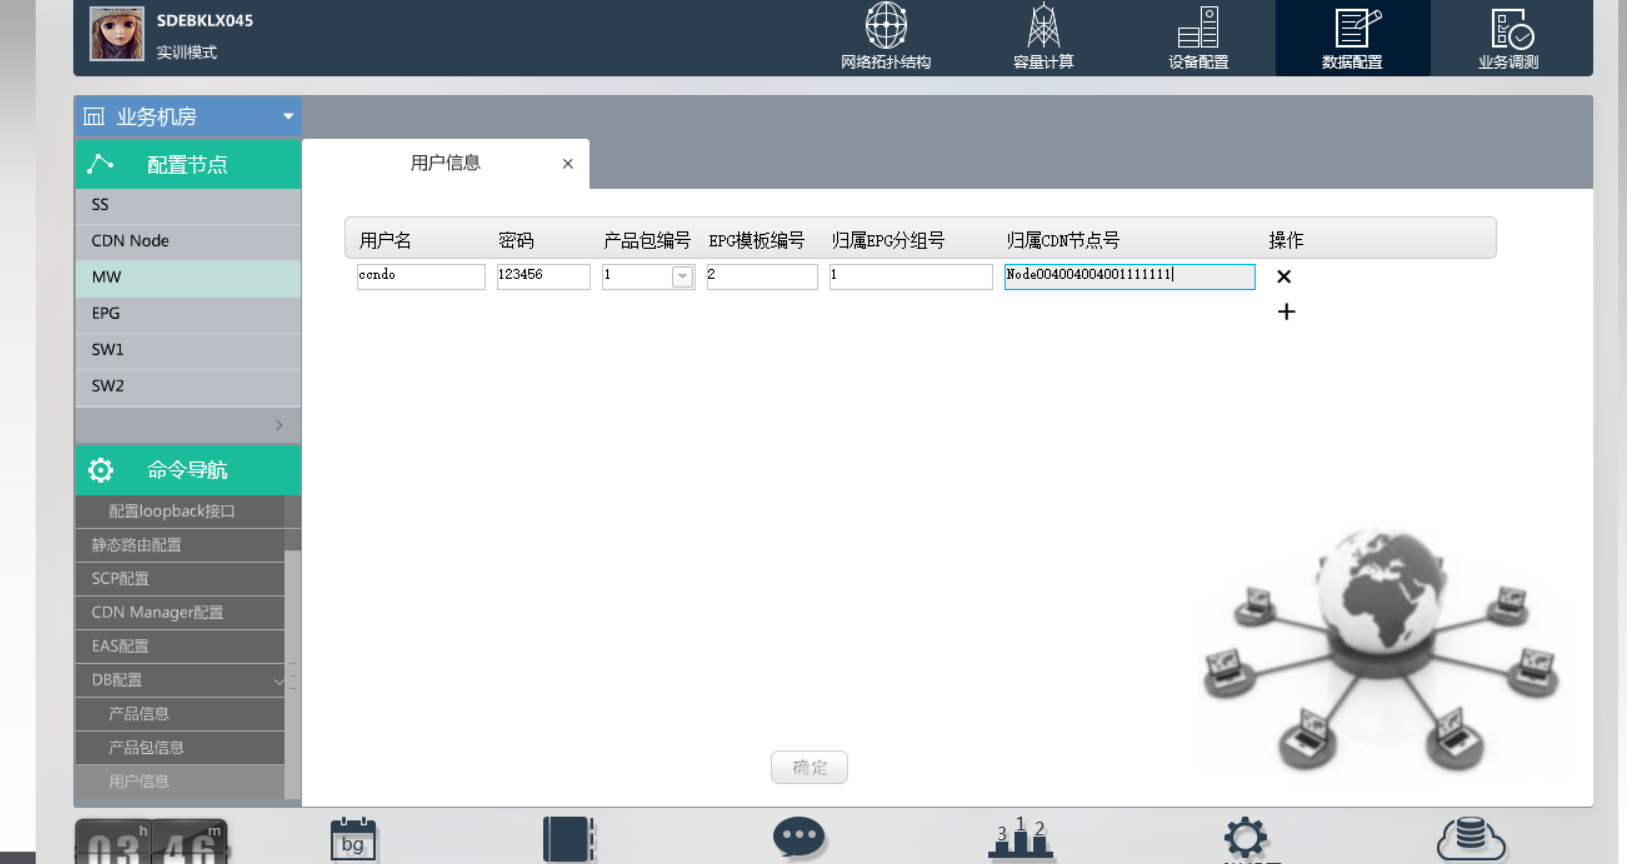 SDEBKLX045
实训模式
网络拓扑结构
容量计算
设备配置
数据配置
业务调测
业务机房
配置节点
用户信息 ×
SS
CDN Node
MW
EPG
SW1
SW2
用户名 密码 产品包编号 EPG模板编号 归属EPG分组号 归属CDN节点号 操作
ccndo 123456 1 2 1 Node004004004001111111
命令导航
配置loopback接口
静态路由配置
SCP配置
CDN Manager配置
EAS配置
DB配置
产品信息
产品包信息
用户信息
确定
03 h 46 m
bg
3 1 2